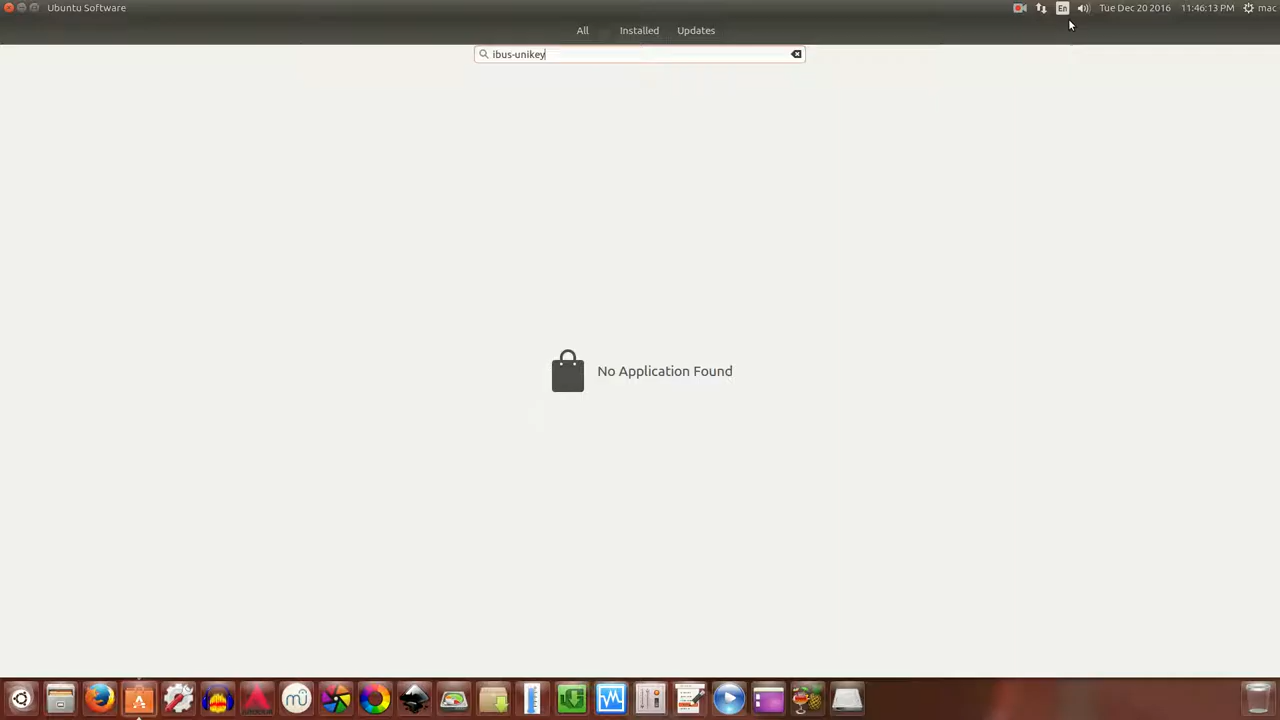 Ubuntu Software
En
Tue Dec 20 2016 11:46:13 PM mac
All Installed Updates
ibus-unikey
No Application Found